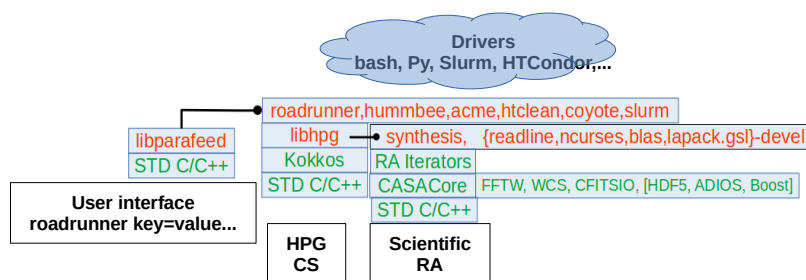 Drivers
bash, Py, Slurm, HTCondor,...
roadrunner,hummbee,acme,htclean,coyote,slurm
libparafeed
libhpg
synthesis, {readline,ncurses,blas,lapack.gsl}-devel
STD C/C++
Kokkos
RA Iterators
STD C/C++
CASACore
FFTW, WCS, CFITSIO, [HDF5, ADIOS, Boost]
STD C/C++
User interface
roadrunner key=value...
HPG
CS
Scientific
RA